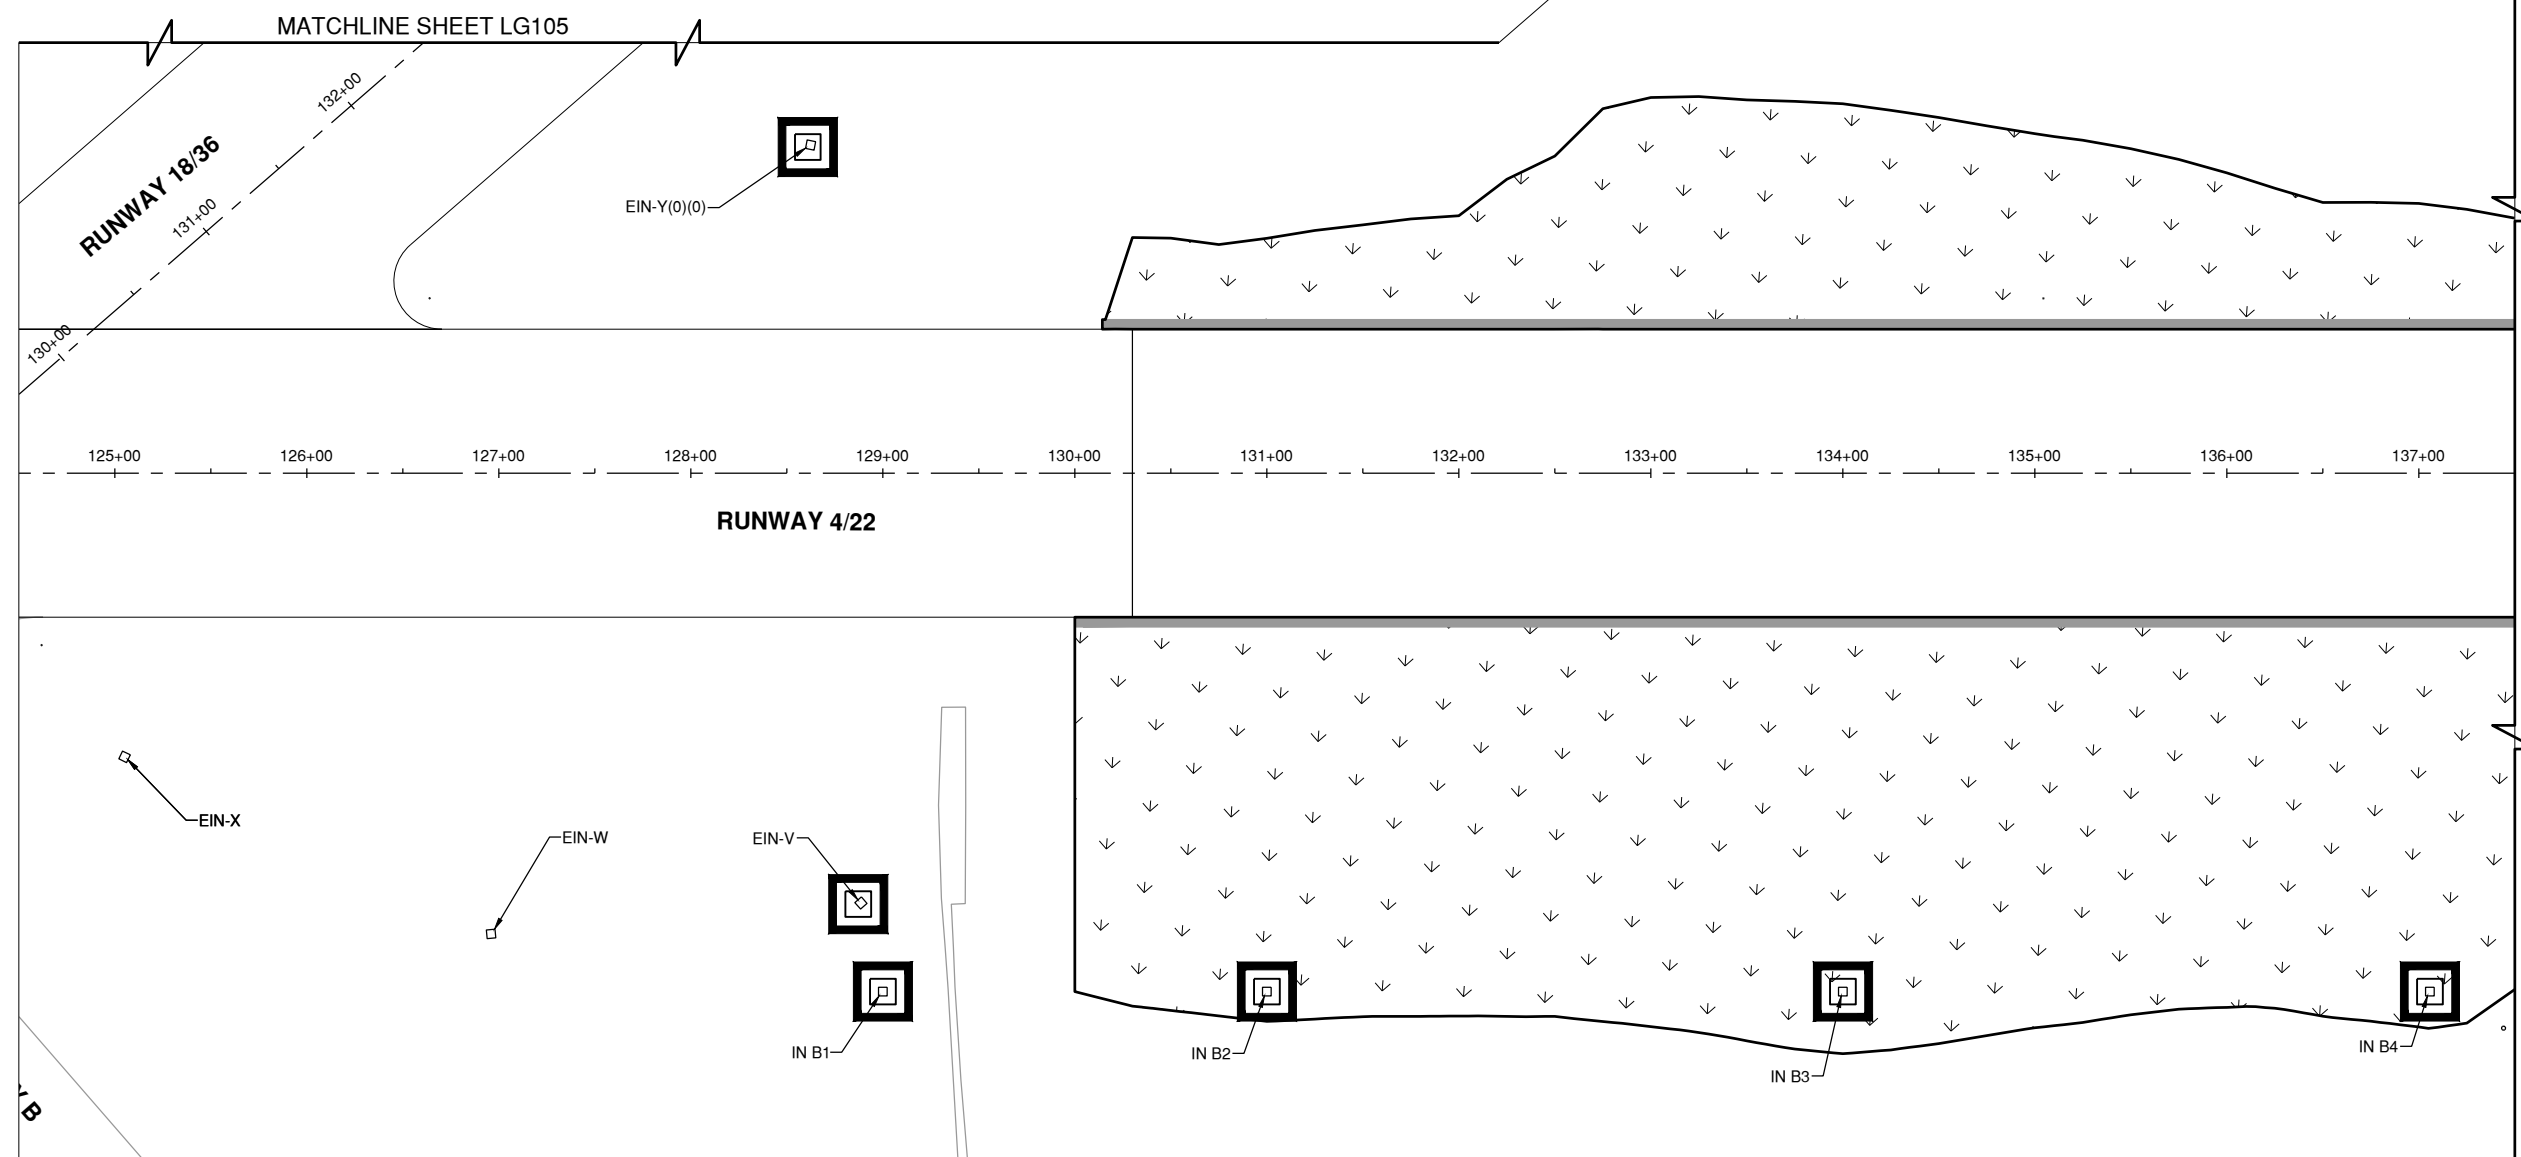 MATCHLINE SHEET LG105
132+00
RUNWAY 18/36
131+00
130+00
EIN-Y(0)(0)
125+00
126+00
127+00
128+00
129+00
130+00
131+00
132+00
133+00
134+00
135+00
136+00
137+00
RUNWAY 4/22
EIN-X
EIN-W
EIN-V
IN B1
IN B2
IN B3
IN B4
B